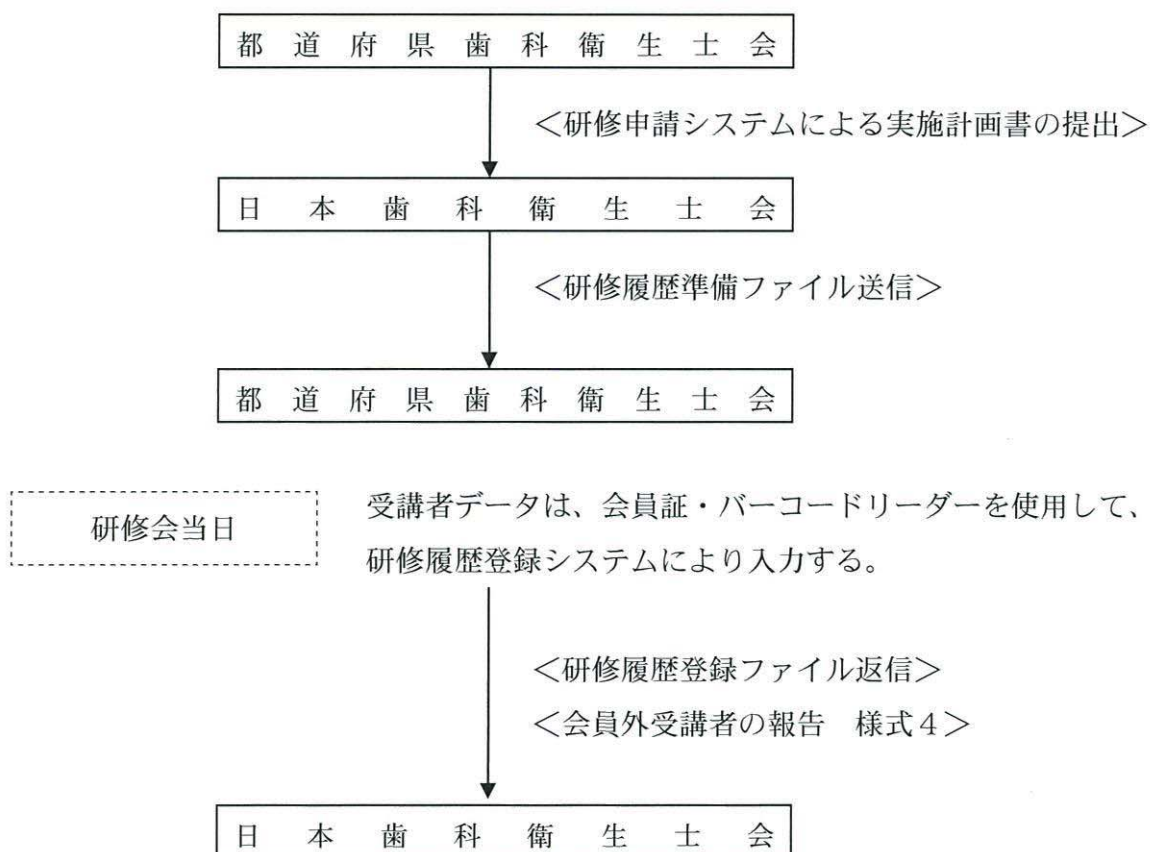 都道府県歯科衛生士会
＜研修申請システムによる実施計画書の提出＞
日本歯科衛生士会
＜研修履歴準備ファイル送信＞
都道府県歯科衛生士会
研修会当日
受講者データは、会員証・バーコードリーダーを使用して、
研修履歴登録システムにより入力する。
＜研修履歴登録ファイル返信＞
＜会員外受講者の報告　様式４＞
日本歯科衛生士会